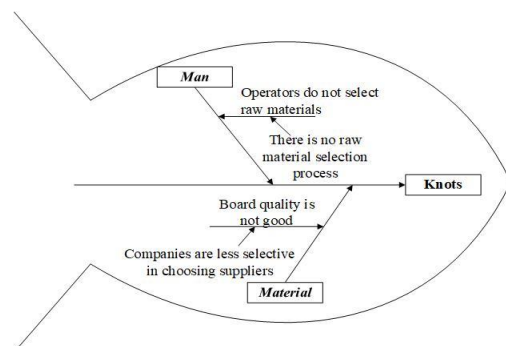 Man
Operators do not select
raw materials
There is no raw
material selection
process
Knots
Board quality is
not good
Companies are less selective
in choosing suppliers
Material